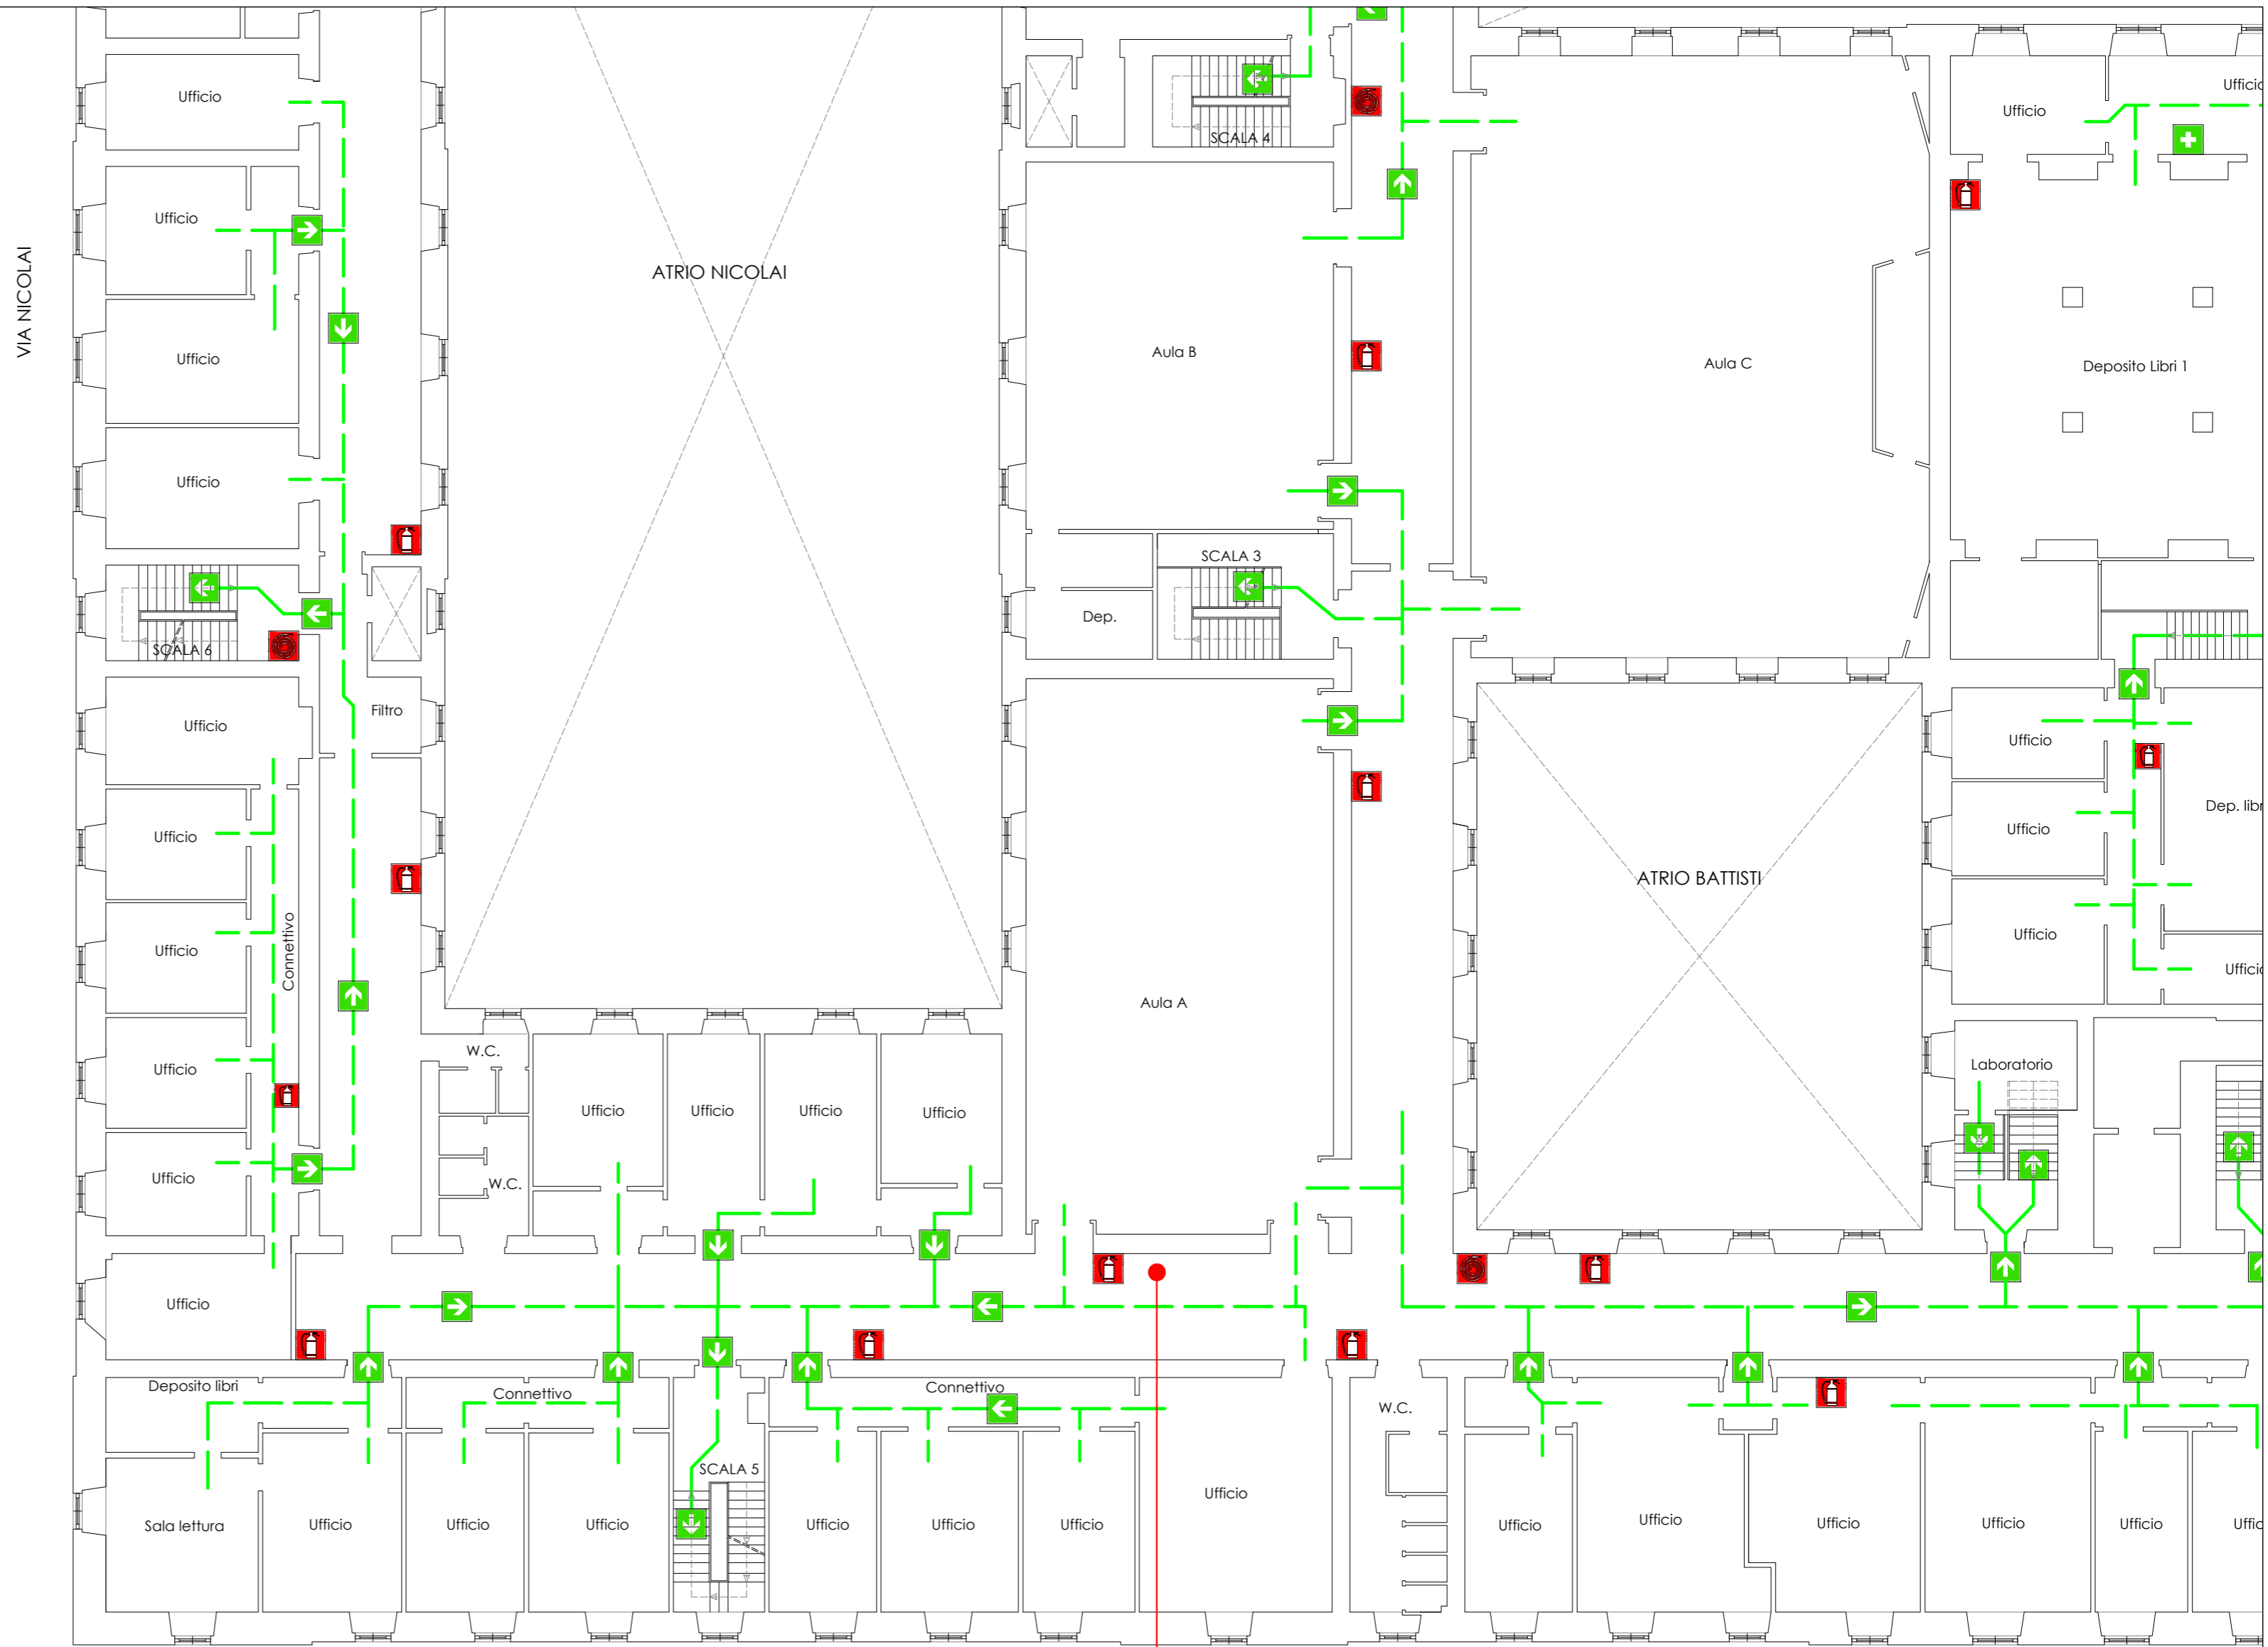 Ufficio
Ufficio
Ufficio
Ufficio
VIA NICOLAI
ATRIO NICOLAI
SCALA 4
Aula B
Aula C
Ufficio
Deposito Libri 1
SCALA 6
SCALA 3
Dep.
Filtro
Ufficio
Ufficio
Ufficio
Ufficio
Ufficio
Connettivo
Ufficio
Aula A
ATRIO BATTISTI
Ufficio
Ufficio
Ufficio
Dep.
Laboratorio
W.C.
W.C.
Ufficio
Ufficio
Ufficio
Ufficio
Deposito libri
Connettivo
Connettivo
W.C.
SCALA 5
Sala lettura
Ufficio
Ufficio
Ufficio
Ufficio
Ufficio
Ufficio
Ufficio
Ufficio
Ufficio
Ufficio
Ufficio
Ufficio